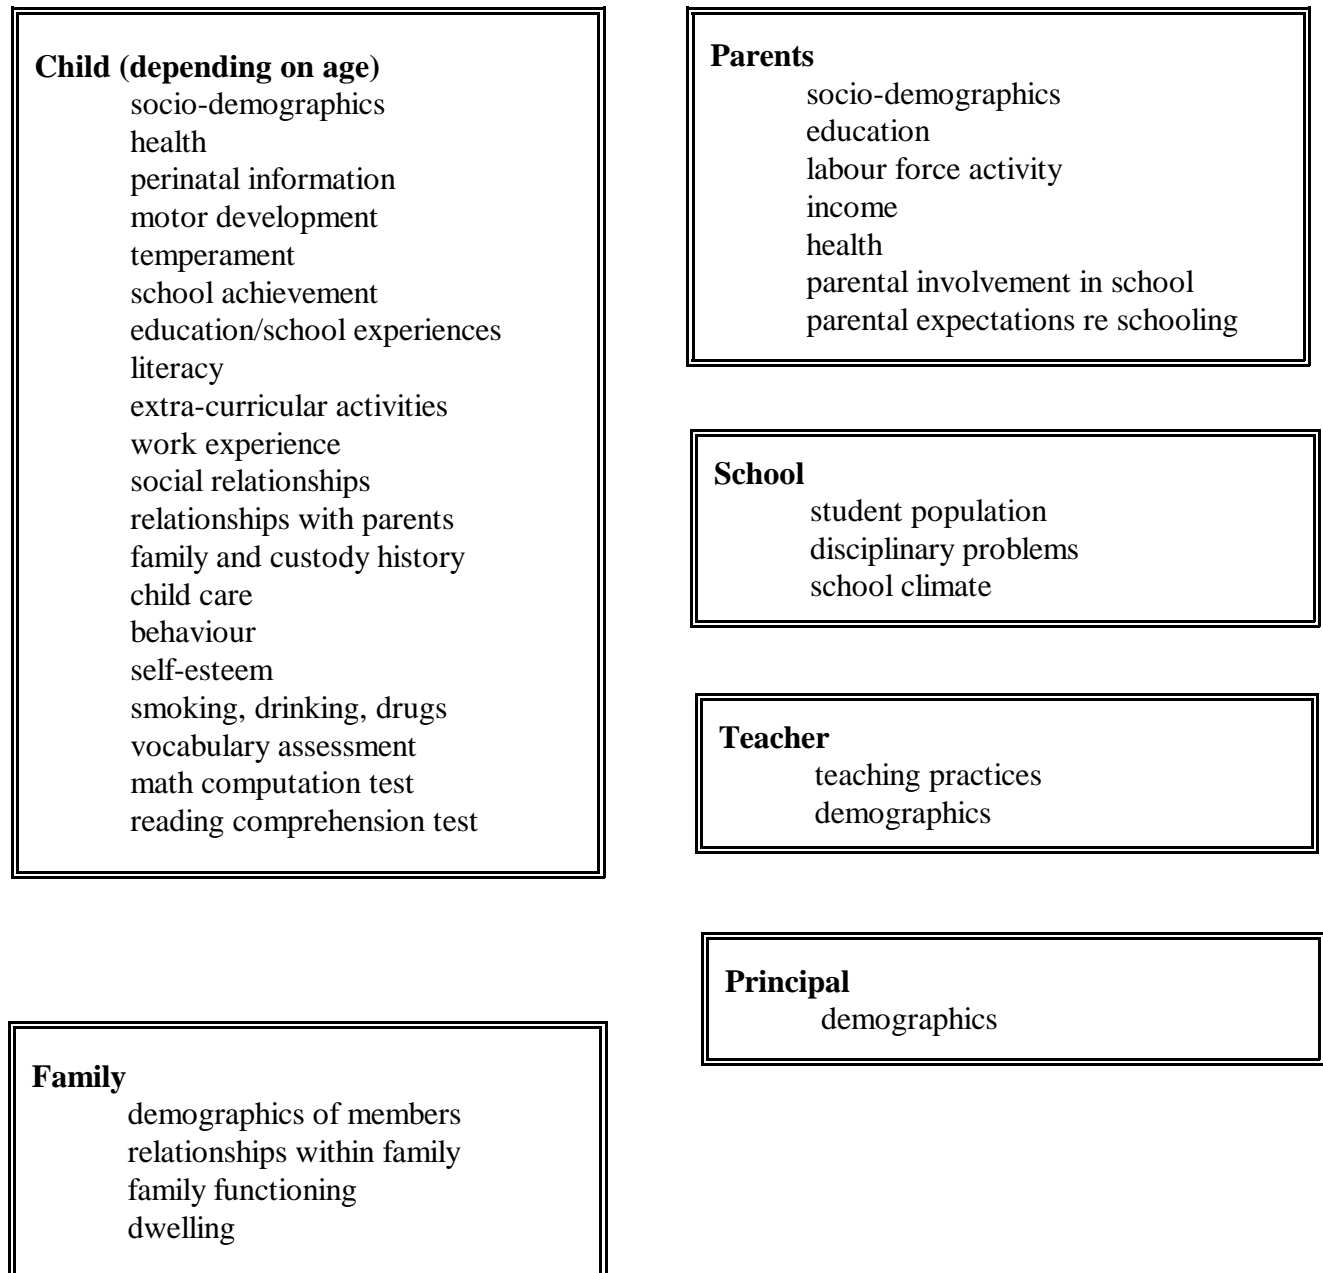 Child (depending on age)
socio-demographics
health
perinatal information
motor development
temperament
school achievement
education/school experiences
literacy
extra-curricular activities
work experience
social relationships
relationships with parents
family and custody history
child care
behaviour
self-esteem
smoking, drinking, drugs
vocabulary assessment
math computation test
reading comprehension test
Family
demographics of members
relationships within family
family functioning
dwelling
Parents
socio-demographics
education
labour force activity
income
health
parental involvement in school
parental expectations re schooling
School
student population
disciplinary problems
school climate
Teacher
teaching practices
demographics
Principal
demographics